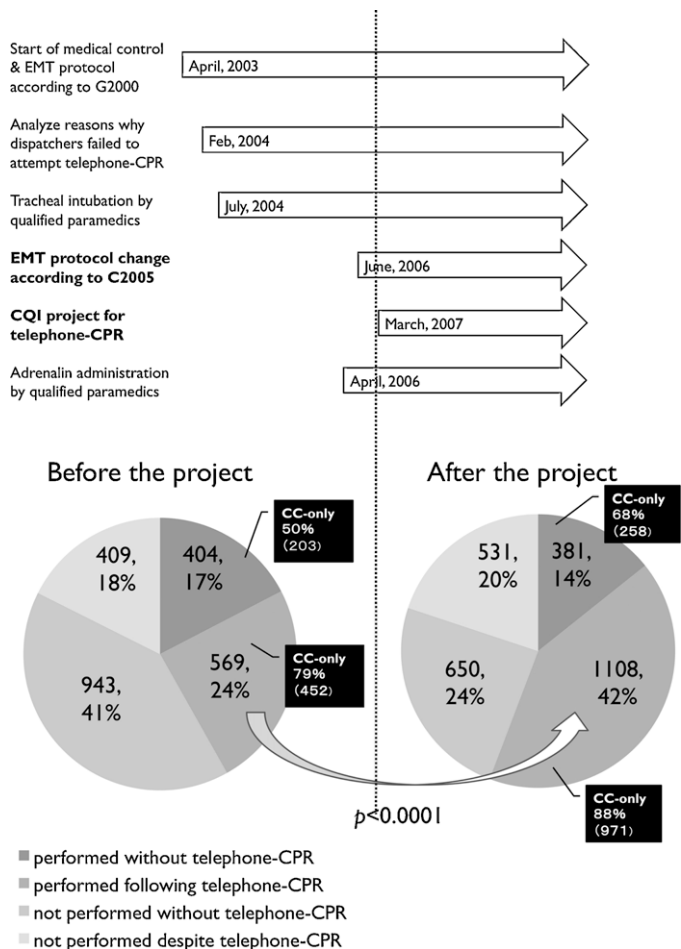 Start of medical control
& EMT protocol
according to G2000
April, 2003
Analyze reasons why
dispatchers failed to
attempt telephone-CPR
Feb, 2004
Tracheal intubation by
qualified paramedics
July, 2004
EMT protocol change
according to C2005
June, 2006
CQI project for
telephone-CPR
March, 2007
Adrenalin administration
by qualified paramedics
April, 2006
Before the project
409,
18%
404,
17%
CC-only
50%
(203)
569,
24%
CC-only
79%
(452)
943,
41%
After the project
531,
20%
381,
14%
CC-only
68%
(258)
650,
24%
1108,
42%
CC-only
88%
(971)
p<0.0001
performed without telephone-CPR
performed following telephone-CPR
not performed without telephone-CPR
not performed despite telephone-CPR